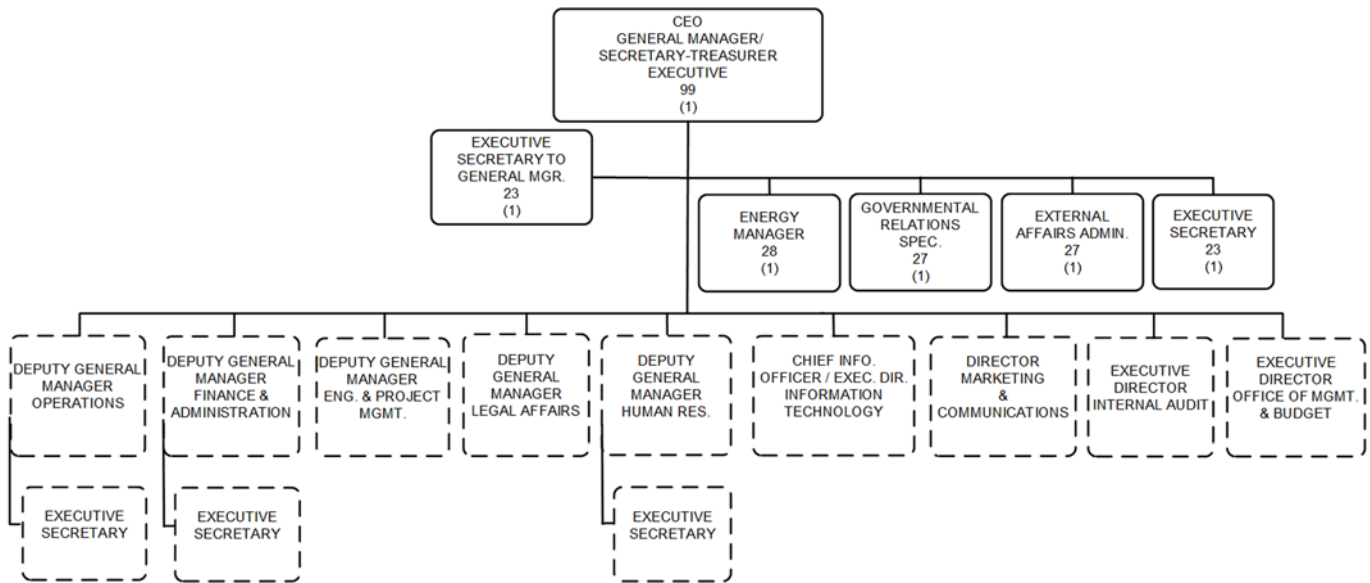 CEO
GENERAL MANAGER/
SECRETARY-TREASURER
EXECUTIVE
99
(1)
EXECUTIVE
SECRETARY TO
GENERAL MGR.
23
(1)
ENERGY
MANAGER
28
(1)
GOVERNMENTAL
RELATIONS
SPEC.
27
(1)
EXTERNAL
AFFAIRS ADMIN.
27
(1)
EXECUTIVE
SECRETARY
23
(1)
DEPUTY GENERAL
MANAGER
OPERATIONS
DEPUTY GENERAL
MANAGER
FINANCE &
ADMINISTRATION
DEPUTY GENERAL
MANAGER
ENG. & PROJECT
MGMT.
DEPUTY
GENERAL
MANAGER
LEGAL AFFAIRS
DEPUTY
GENERAL
MANAGER
HUMAN RES.
CHIEF INFO.
OFFICER / EXEC. DIR.
INFORMATION
TECHNOLOGY
DIRECTOR
MARKETING
&
COMMUNICATIONS
EXECUTIVE
DIRECTOR
INTERNAL AUDIT
EXECUTIVE
DIRECTOR
OFFICE OF MGMT.
& BUDGET
EXECUTIVE
SECRETARY
EXECUTIVE
SECRETARY
EXECUTIVE
SECRETARY